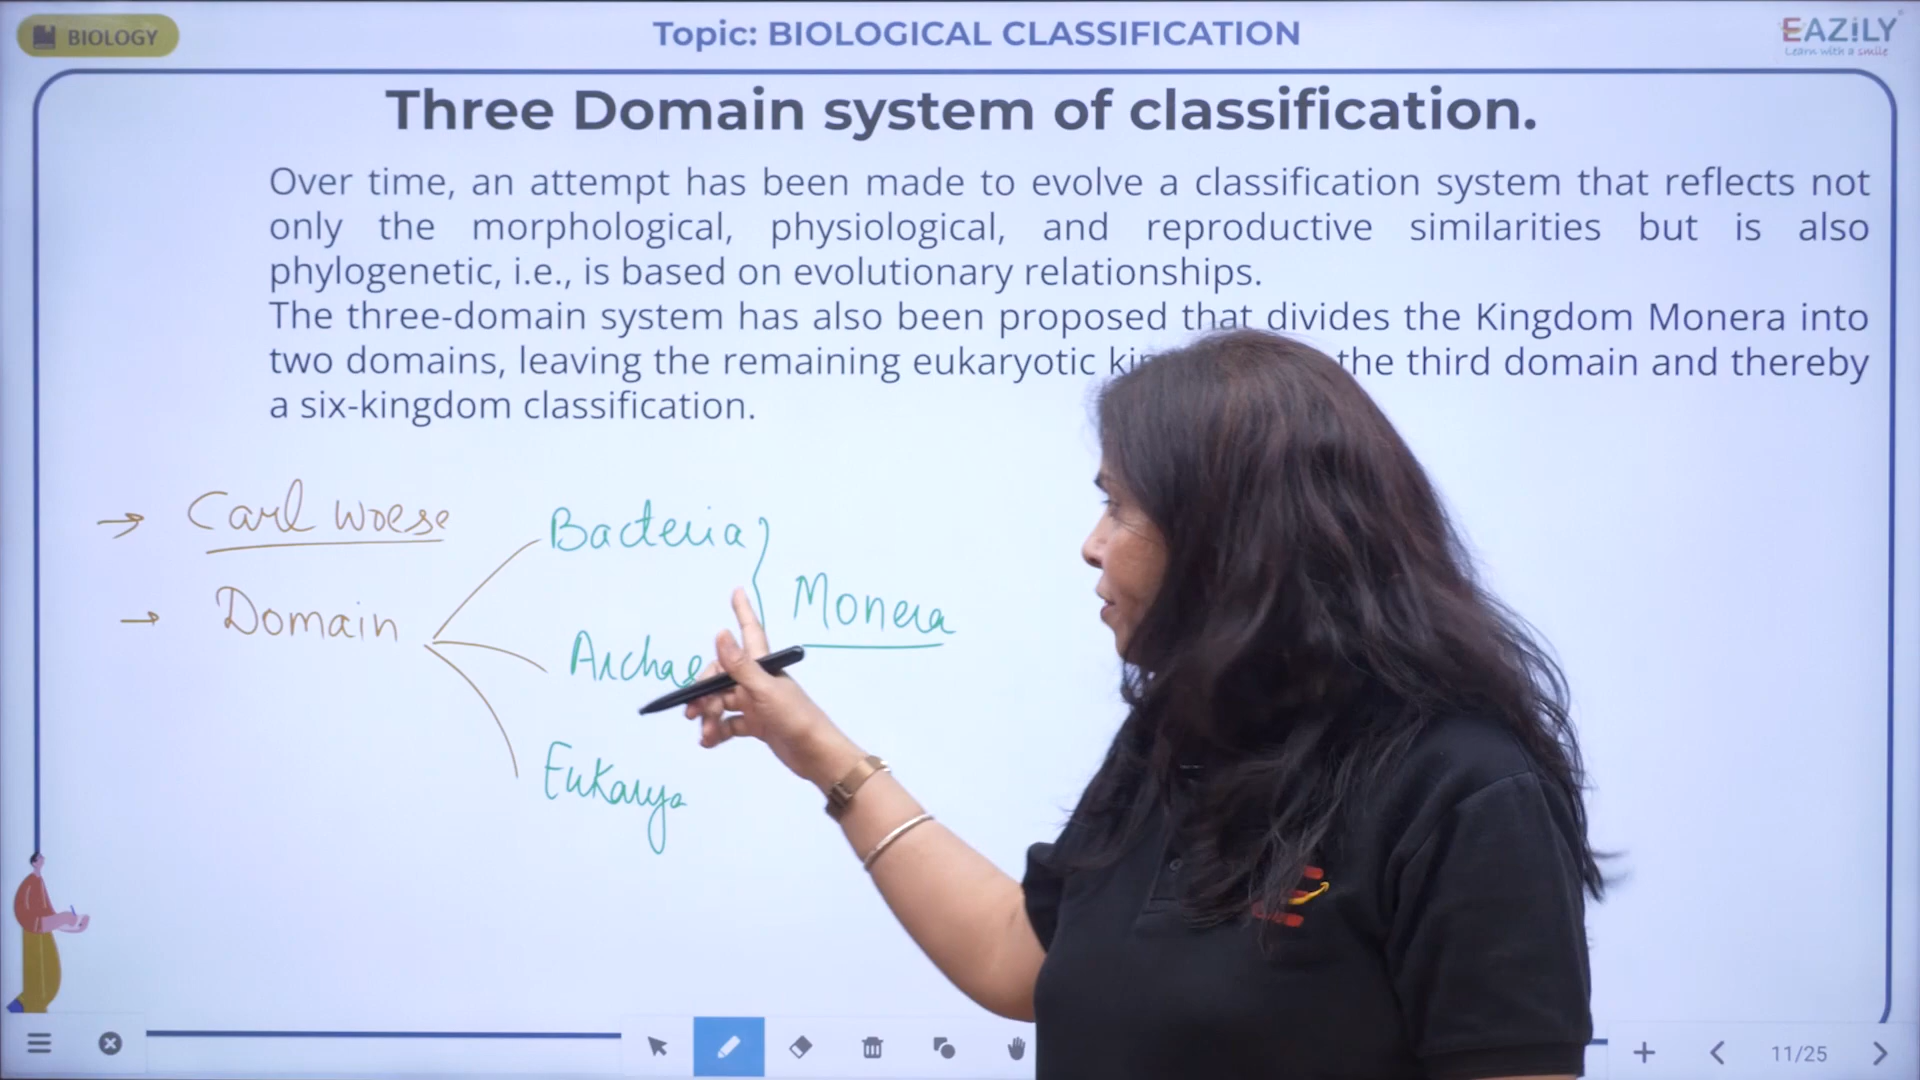 BIOLOGY
Topic: BIOLOGICAL CLASSIFICATION
EAZiLY
Learn with a smile
Three Domain system of classification.
Over time, an attempt has been made to evolve a classification system that reflects not
only the morphological, physiological, and reproductive similarities but is also
phylogenetic, i.e., is based on evolutionary relationships.
The three-domain system has also been proposed that divides the Kingdom Monera into
two domains, leaving the remaining eukaryotic the third domain and thereby
a six-kingdom classification.
→ Carl Woese
Bacteria
Monera
→ Domain
Archae
Eukarya
11/25